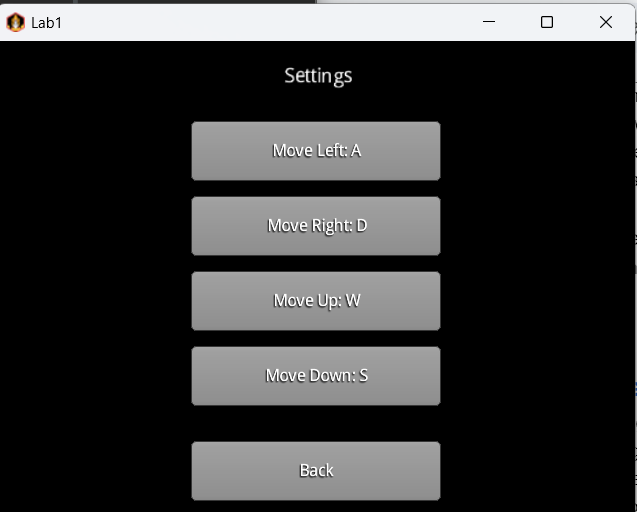 Lab1
Settings
Move Left: A
Move Right: D
Move Up: W
Move Down: S
Back